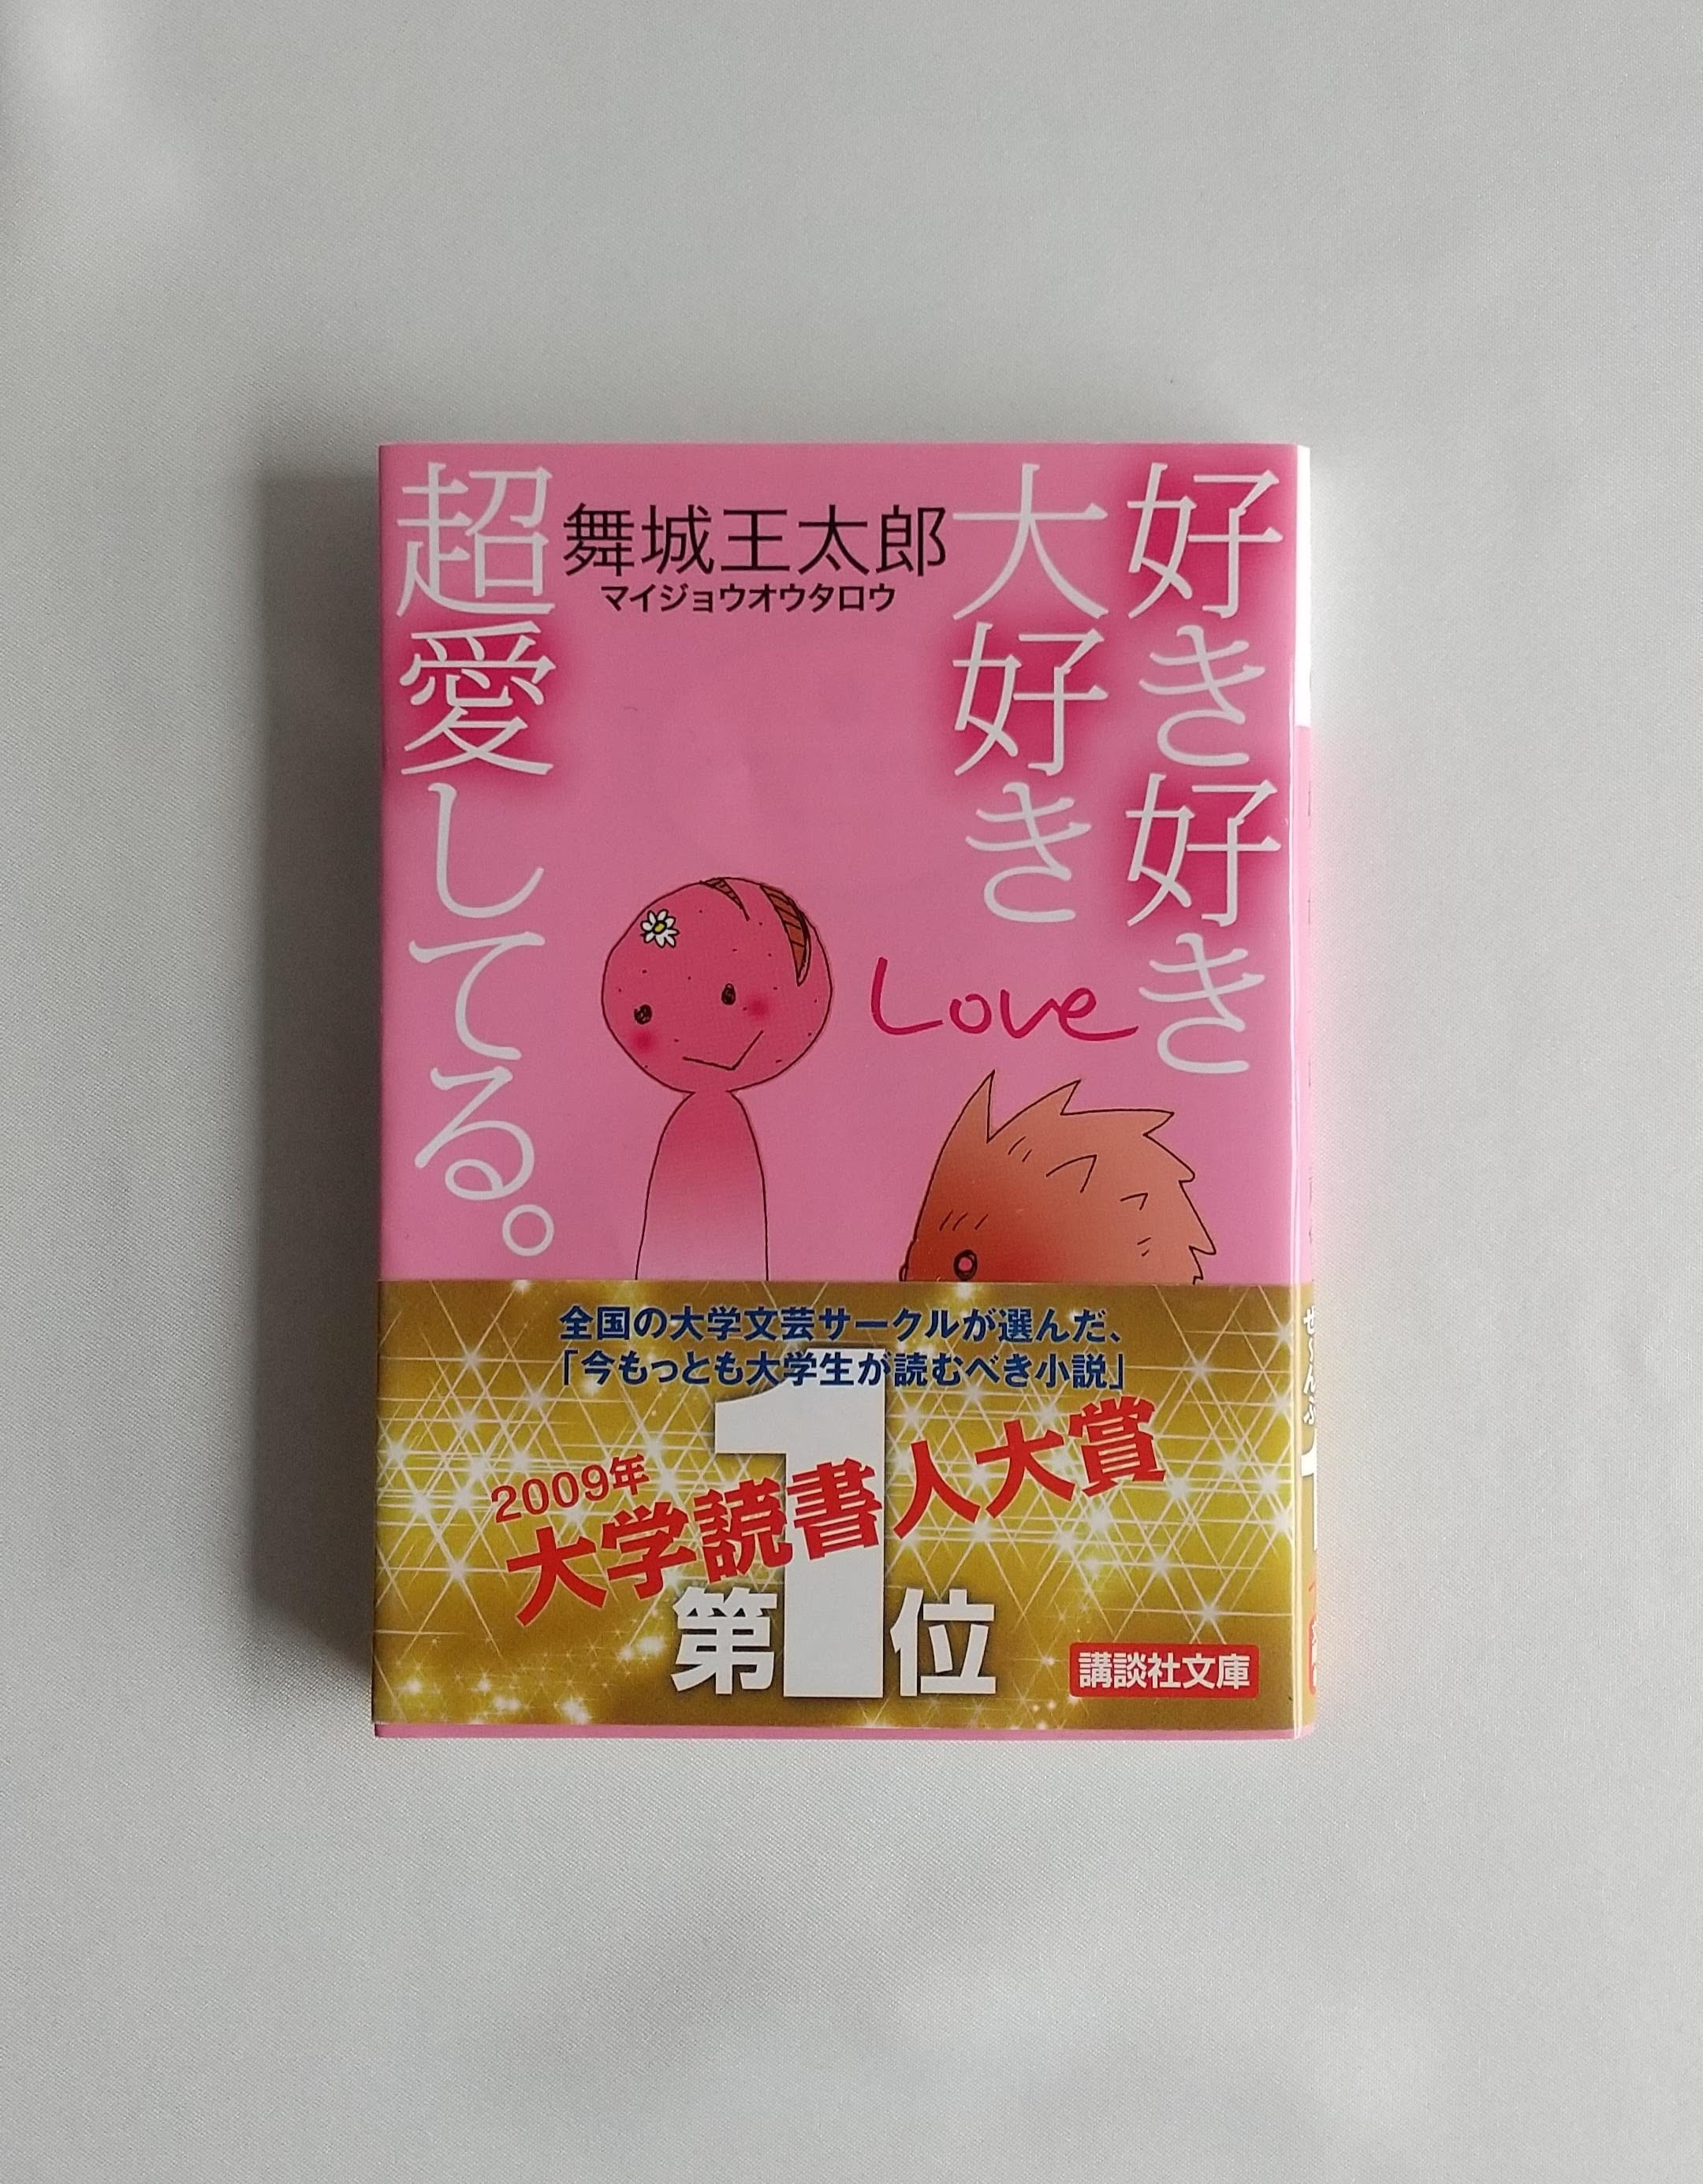 好き好き
大好き
超愛してる。
舞城王太郎
マイジョウオウタロウ
Love
全国の大学文芸サークルが選んだ、
「今もっとも大学生が読むべき小説」
2009年
大学読書人大賞
第1位
講談社文庫